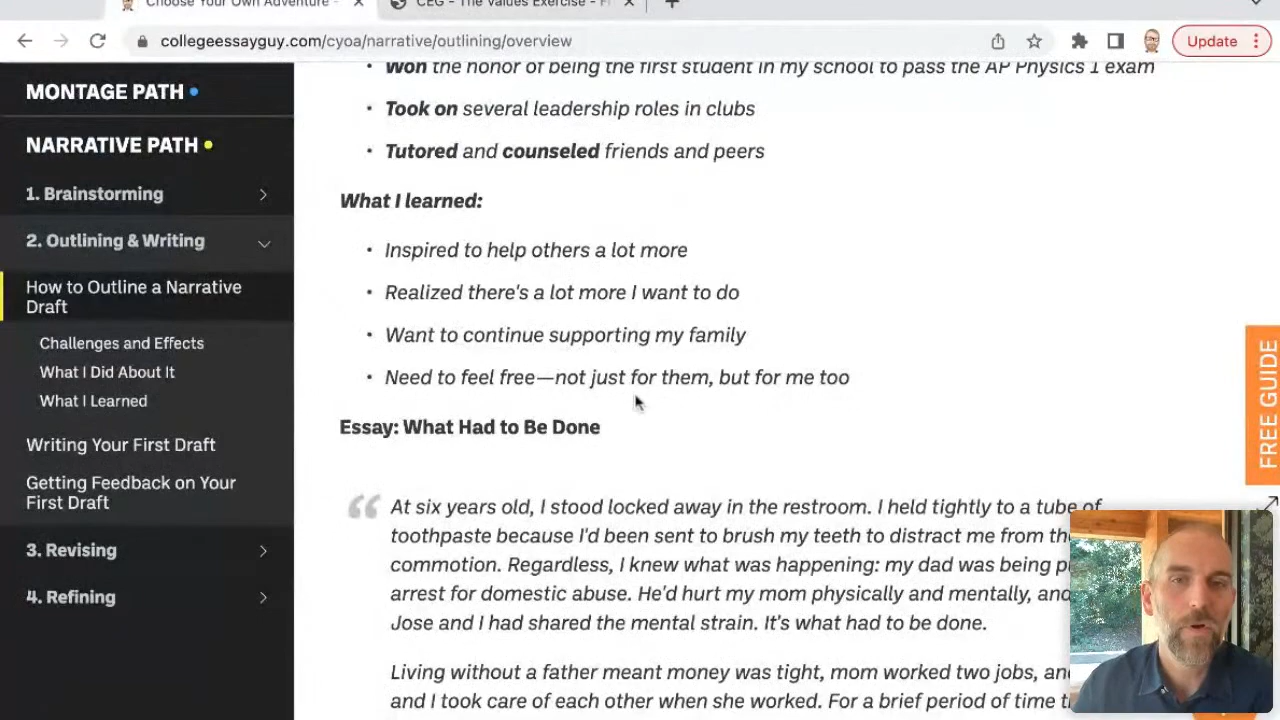 Choose Your Own Adventure -
CEG - The Values Exercise - F
collegeessayguy.com/cyoa/narrative/outlining/overview
Update
MONTAGE PATH
NARRATIVE PATH
1. Brainstorming
2. Outlining & Writing
How to Outline a Narrative
Draft
Challenges and Effects
What I Did About It
What I Learned
Writing Your First Draft
Getting Feedback on Your
First Draft
3. Revising
4. Refining
• Won the honor of being the first student in my school to pass the AP Physics 1 exam
• Took on several leadership roles in clubs
• Tutored and counseled friends and peers
What I learned:
• Inspired to help others a lot more
• Realized there's a lot more I want to do
• Want to continue supporting my family
• Need to feel free—not just for them, but for me too
Essay: What Had to Be Done
“ At six years old, I stood locked away in the restroom. I held tightly to a tube of
toothpaste because I'd been sent to brush my teeth to distract me from
commotion. Regardless, I knew what was happening: my dad was being
arrest for domestic abuse. He'd hurt my mom physically and mentally, and
Jose and I had shared the mental strain. It's what had to be done.
Living without a father meant money was tight, mom worked two jobs,
and I took care of each other when she worked. For a brief period of time
FREE GUIDE